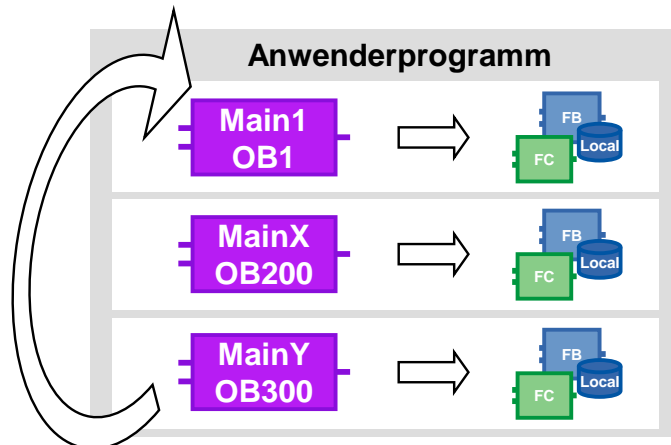 Anwenderprogramm
Main1
OB1
FB
Local
FC
MainX
OB200
FB
Local
FC
MainY
OB300
FB
Local
FC